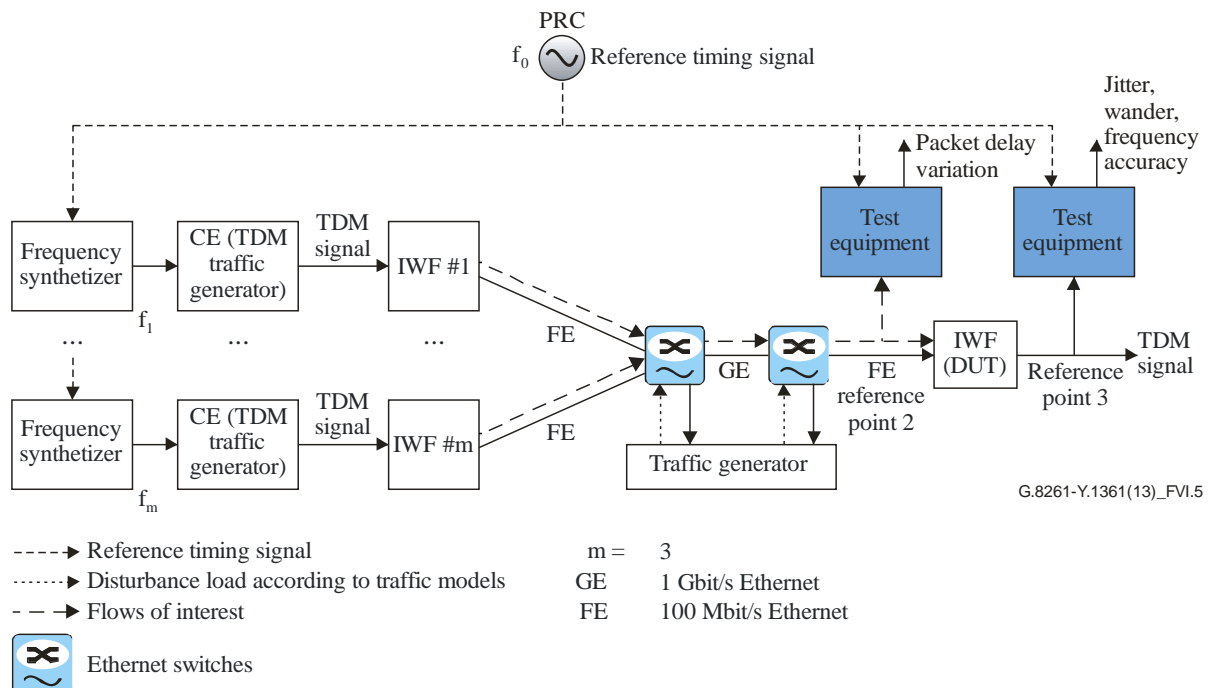 PRC
f0
Reference timing signal
Jitter,
wander,
frequency
accuracy
Packet delay
variation
Test
equipment
Test
equipment
Frequency
synthetizer
f1
CE (TDM
traffic
generator)
TDM
signal
IWF #1
FE
...
...
...
Frequency
synthetizer
fm
CE (TDM
traffic
generator)
TDM
signal
IWF #m
FE
GE
FE
reference
point 2
IWF
(DUT)
Reference
point 3
TDM
signal
Traffic generator
G.8261-Y.1361(13)_FVI.5
Reference timing signal
m = 3
Disturbance load according to traffic models
GE 1 Gbit/s Ethernet
Flows of interest
FE 100 Mbit/s Ethernet
Ethernet switches